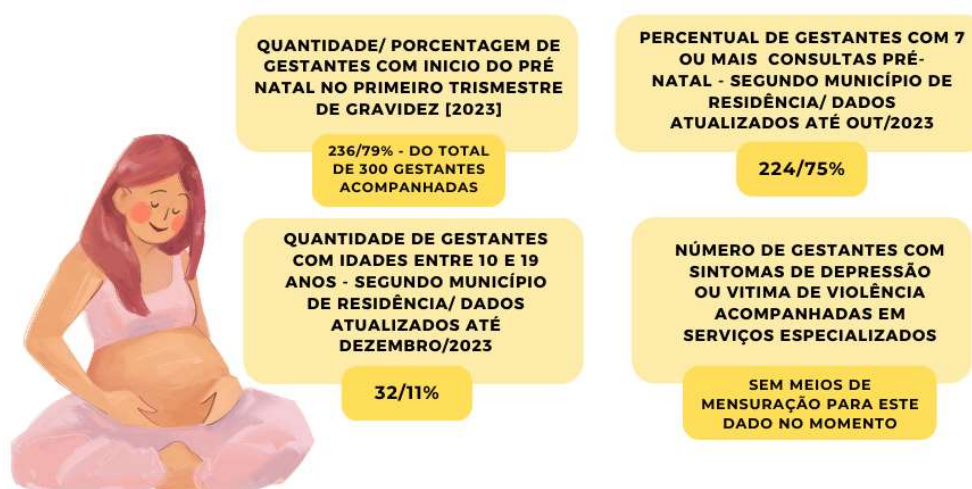 QUANTIDADE/ PORCENTAGEM DE
GESTANTES COM INICIO DO PRÉ
NATAL NO PRIMEIRO TRISMESTRE
DE GRAVIDEZ [2023]
236/79% - DO TOTAL
DE 300 GESTANTES
ACOMPANHADAS
PERCENTUAL DE GESTANTES COM 7
OU MAIS CONSULTAS PRÉ-
NATAL - SEGUNDO MUNICÍPIO DE
RESIDÊNCIA/ DADOS
ATUALIZADOS ATÉ OUT/2023
224/75%
QUANTIDADE DE GESTANTES
COM IDADES ENTRE 10 E 19
ANOS - SEGUNDO MUNICÍPIO
DE RESIDÊNCIA/ DADOS
ATUALIZADOS ATÉ
DEZEMBRO/2023
32/11%
NÚMERO DE GESTANTES COM
SINTOMAS DE DEPRESSÃO
OU VITIMA DE VIOLÊNCIA
ACOMPANHADAS EM
SERVIÇOS ESPECIALIZADOS
SEM MEIOS DE
MENSURAÇÃO PARA ESTE
DADO NO MOMENTO